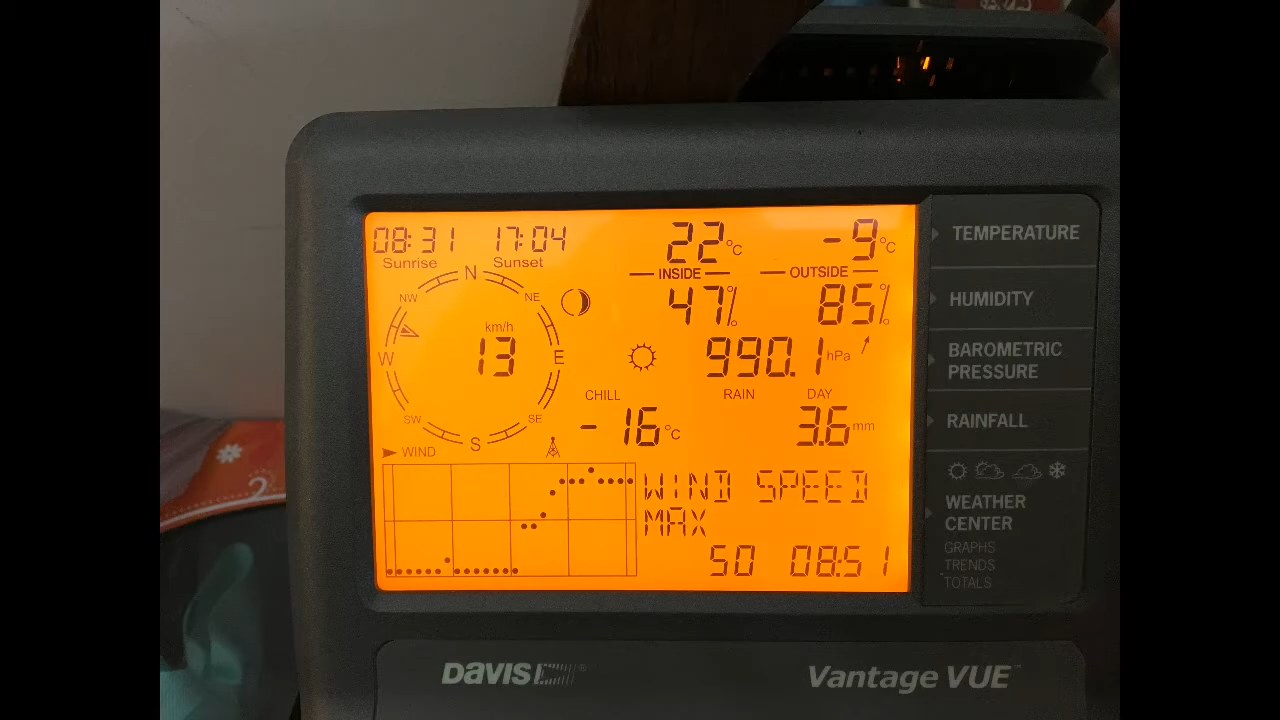 08:31 17:04 22°C -9°C
Sunrise Sunset INSIDE OUTSIDE
N
NW NE 47% 85%
km/h
W 13 E 990.1 hPa
CHILL RAIN DAY
SW SE -16°C 3.6 mm
S
WIND
WIND SPEED
MAX
50 08:51
TEMPERATURE
HUMIDITY
BAROMETRIC
PRESSURE
RAINFALL
WEATHER
CENTER
GRAPHS
TRENDS
TOTALS
2
DAVIS ® Vantage VUE™